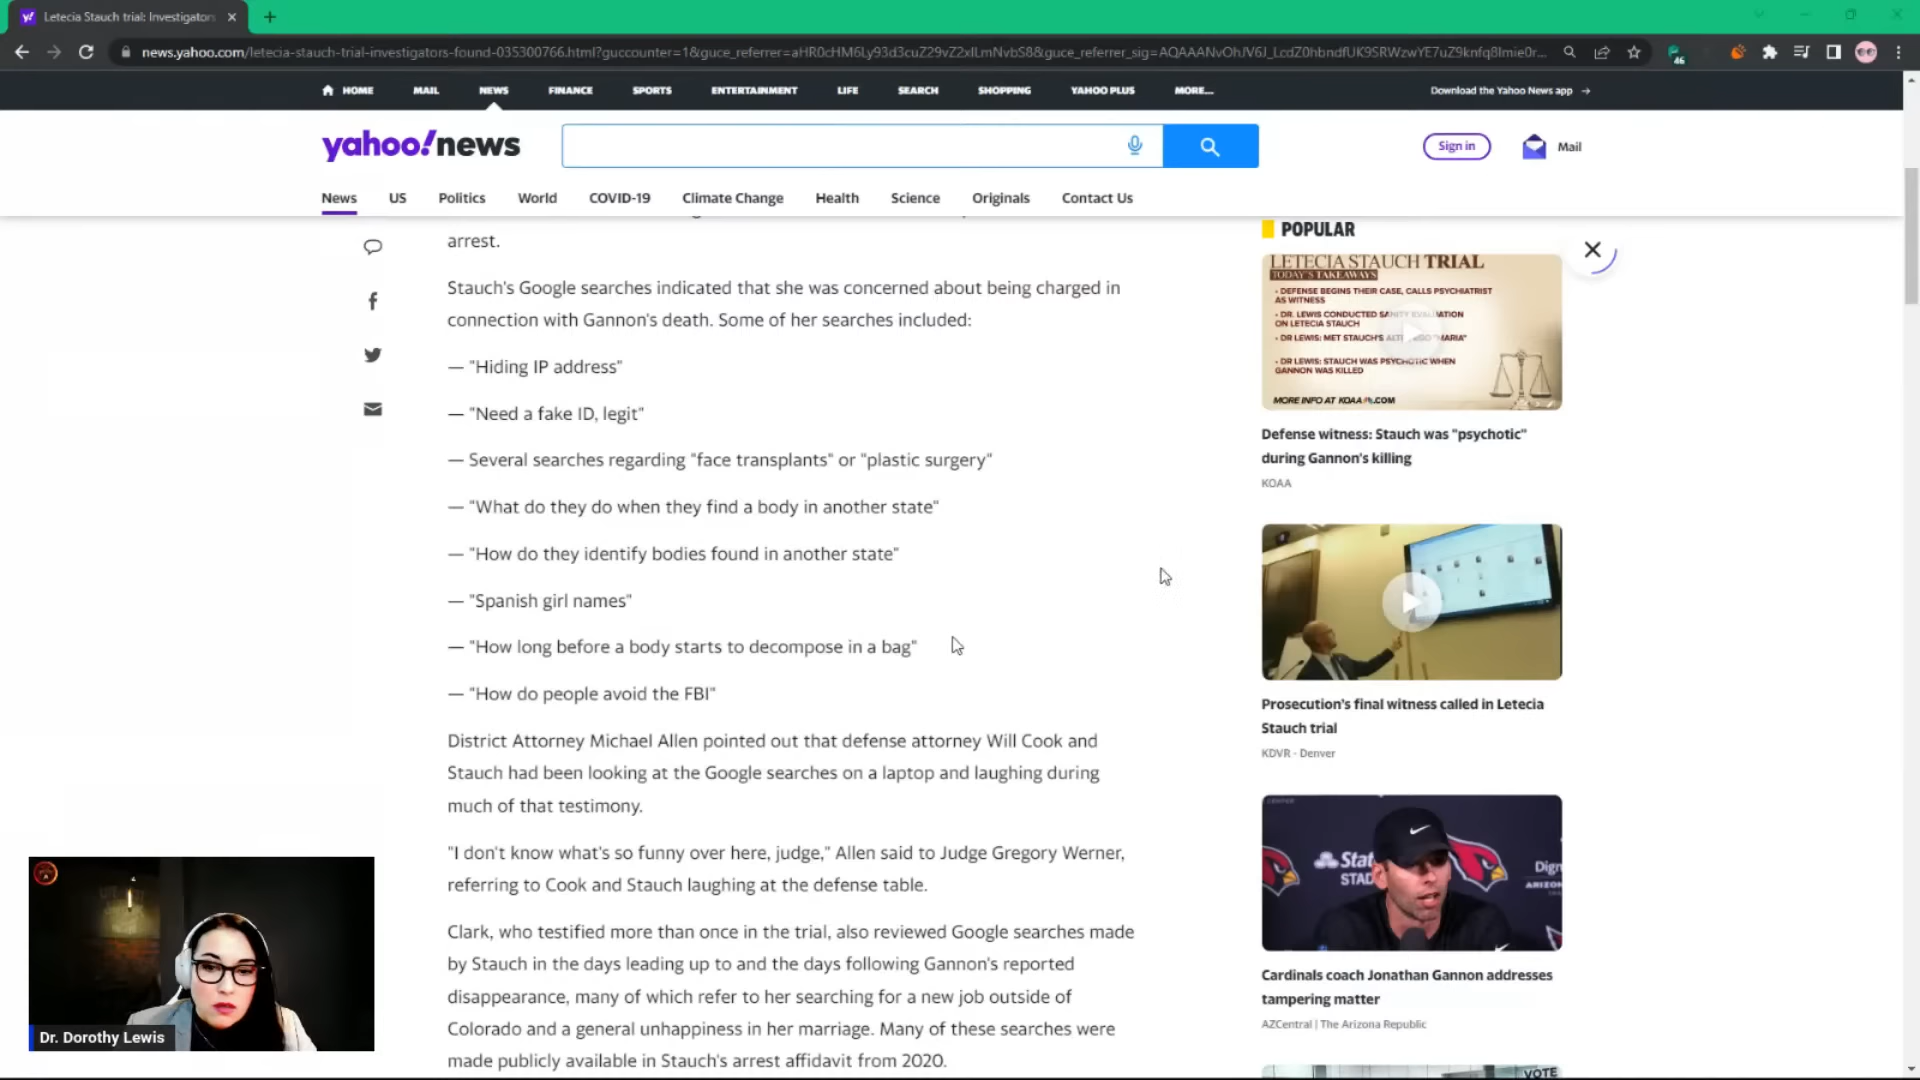 Letecia Stauch trial: Investigators
news.yahoo.com/letecia-stauch-trial-investigators-found-035300766.html?guccounter=1&guce_referrer=aHR0cHM6Ly93d3cuZ29vZ2xlLmNvbS8&guce_referrer_sig=
46
HOME MAIL NEWS FINANCE SPORTS ENTERTAINMENT LIFE SEARCH SHOPPING YAHOO PLUS MORE... Download the Yahoo News app →
yahoo!news
Sign in
Mail
News US Politics World COVID-19 Climate Change Health Science Originals Contact Us
arrest.
Stauch's Google searches indicated that she was concerned about being charged in
connection with Gannon's death. Some of her searches included:
— "Hiding IP address"
— "Need a fake ID, legit"
— Several searches regarding "face transplants" or "plastic surgery"
— "What do they do when they find a body in another state"
— "How do they identify bodies found in another state"
— "Spanish girl names"
— "How long before a body starts to decompose in a bag"
— "How do people avoid the FBI"
District Attorney Michael Allen pointed out that defense attorney Will Cook and
Stauch had been looking at the Google searches on a laptop and laughing during
much of that testimony.
"I don't know what's so funny over here, judge," Allen said to Judge Gregory Werner,
referring to Cook and Stauch laughing at the defense table.
Clark, who testified more than once in the trial, also reviewed Google searches made
by Stauch in the days leading up to and the days following Gannon's reported
disappearance, many of which refer to her searching for a new job outside of
Colorado and a general unhappiness in her marriage. Many of these searches were
made publicly available in Stauch's arrest affidavit from 2020.
POPULAR
LETECIA STAUCH TRIAL
TODAY'S TAKEAWAYS
• DEFENSE BEGINS THEIR CASE, CALLS PSYCHIATRIST
AS WITNESS
• DR. LEWIS CONDUCTED SANITY EVALUATION
ON LETECIA STAUCH
• DR LEWIS: MET STAUCH'S ALTER EGO "MARIA"
• DR LEWIS: STAUCH WAS PSYCHOTIC WHEN
GANNON WAS KILLED
MORE INFO AT KOAA.COM
Defense witness: Stauch was "psychotic"
during Gannon's killing
KOAA
Prosecution's final witness called in Letecia
Stauch trial
KDVR - Denver
Cardinals coach Jonathan Gannon addresses
tampering matter
AZCentral | The Arizona Republic
VOTE
Dr. Dorothy Lewis